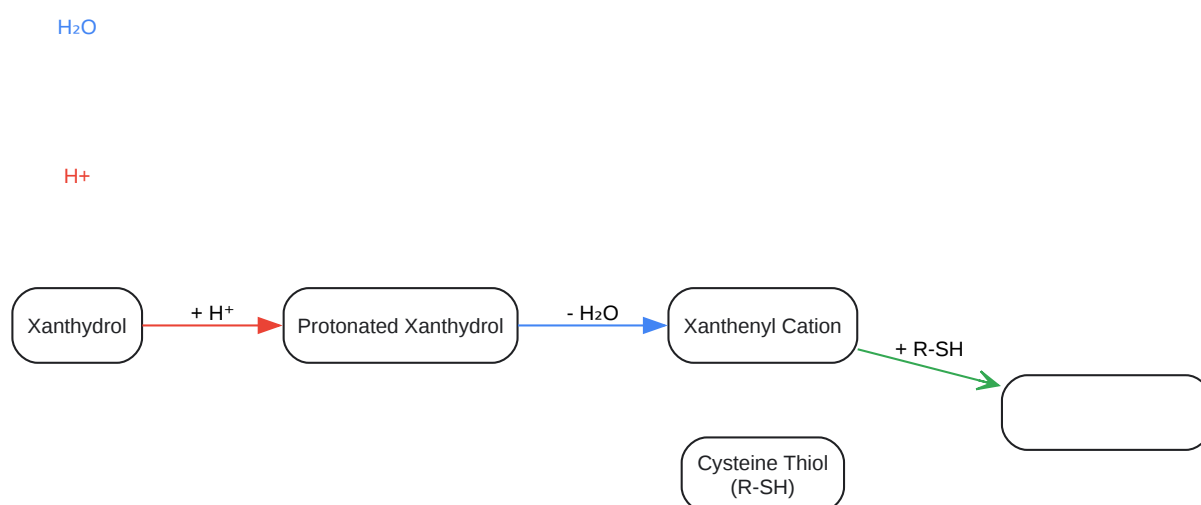 H₂O
H+
Xanthydrol
+ H⁺
Protonated Xanthydrol
- H₂O
Xanthenyl Cation
+ R-SH
Cysteine Thiol
(R-SH)